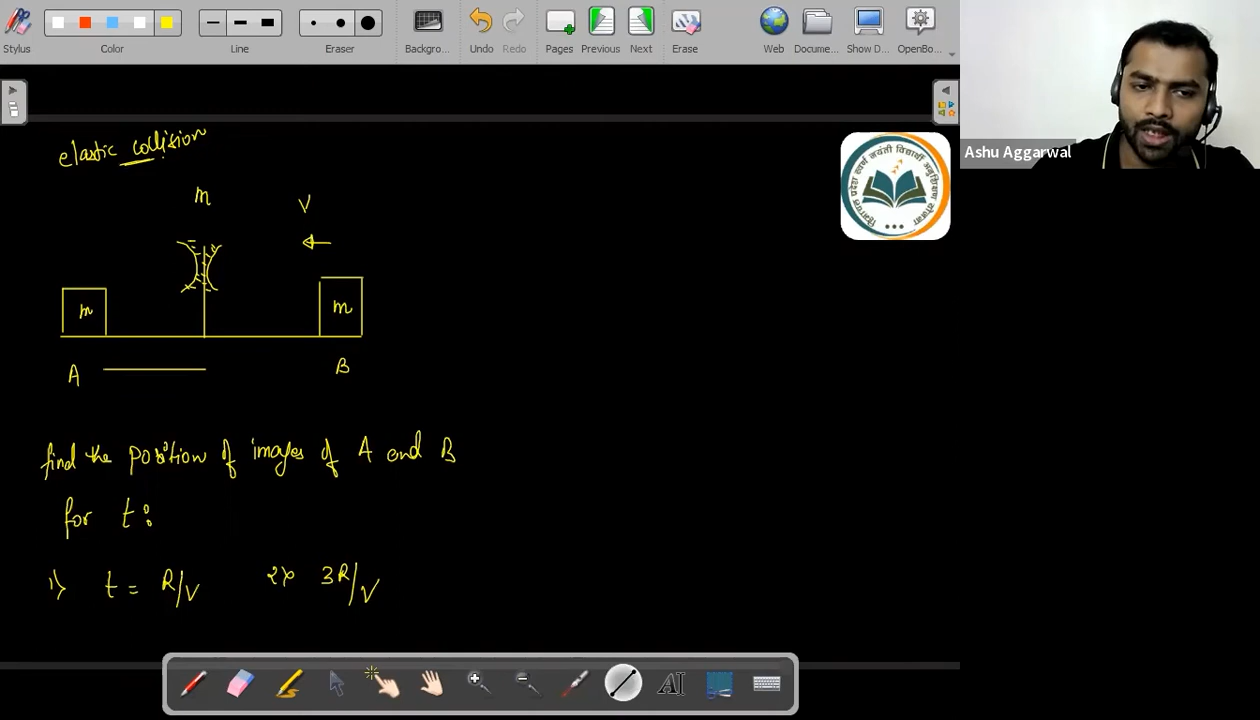 Stylus
Color
Line
Eraser
Backgro...
Undo
Redo
Pages
Previous
Next
Erase
Web
Docume...
Show D...
OpenBo...
elastic collision
m
V
m
m
A
B
find the position of images of A and B
for t:
1) t = R/V 2) 3R/V
Ashu Aggarwal